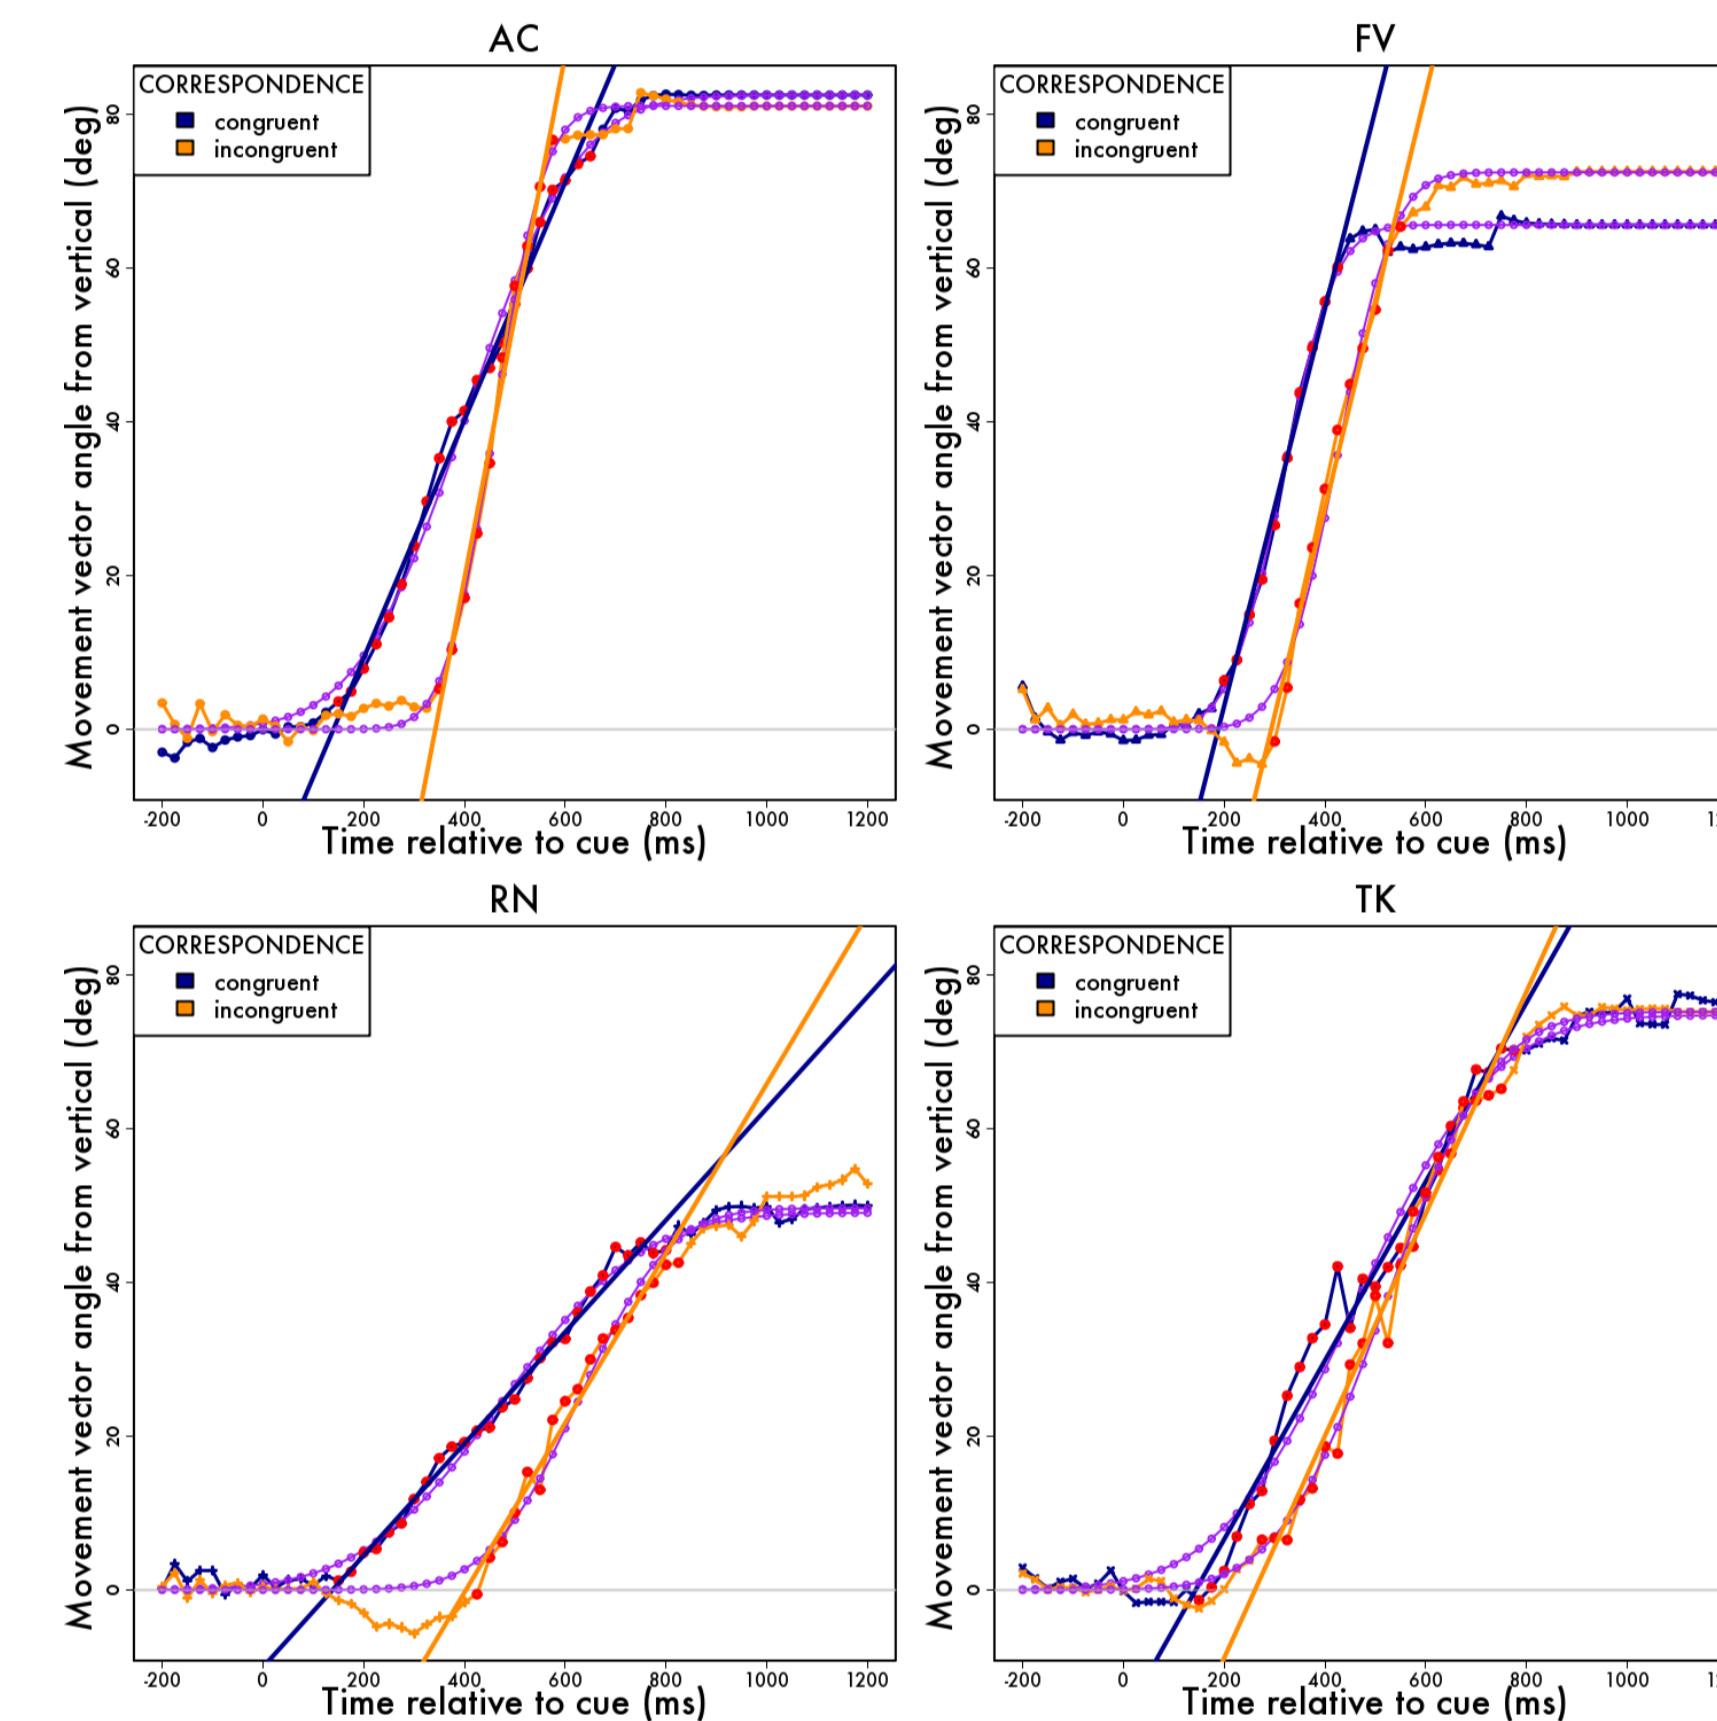 AC
CORRESPONDENCE
congruent
incongruent
Movement vector angle from vertical (deg)
80
60
40
20
0
-200 0 200 400 600 800 1000 1200
Time relative to cue (ms)
FV
CORRESPONDENCE
congruent
incongruent
Movement vector angle from vertical (deg)
80
60
40
20
0
-200 0 200 400 600 800 1000
Time relative to cue (ms)
RN
CORRESPONDENCE
congruent
incongruent
Movement vector angle from vertical (deg)
80
60
40
20
0
-200 0 200 400 600 800 1000 1200
Time relative to cue (ms)
TK
CORRESPONDENCE
congruent
incongruent
Movement vector angle from vertical (deg)
80
60
40
20
0
-200 0 200 400 600 800 1000
Time relative to cue (ms)